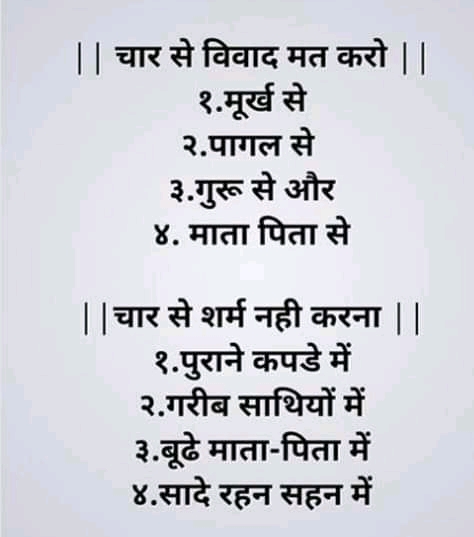 || चार से विवाद मत करो ||
१.मूर्ख से
२.पागल से
३.गुरू से और
४. माता पिता से
||चार से शर्म नही करना ||
१.पुराने कपडे में
२.गरीब साथियों में
३.बूढे माता-पिता में
४.सादे रहन सहन में